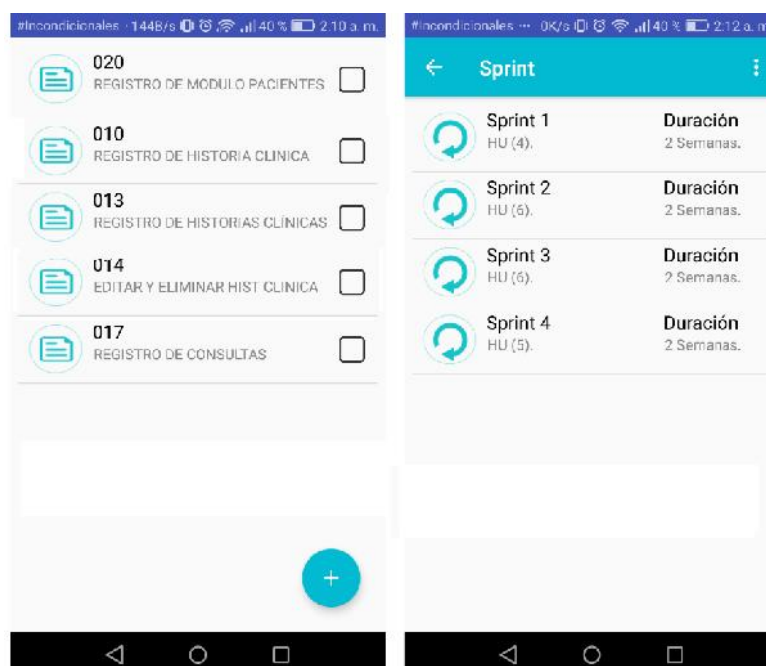 #Incondicionales · 144B/s 40 % 2:10 a. m.
020
REGISTRO DE MODULO PACIENTES
010
REGISTRO DE HISTORIA CLINICA
013
REGISTRO DE HISTORIAS CLÍNICAS
014
EDITAR Y ELIMINAR HIST CLINICA
017
REGISTRO DE CONSULTAS
+
#Incondicionales ··· 0K/s 40 % 2:12 a. m
Sprint
Sprint 1 Duración
HU (4). 2 Semanas.
Sprint 2 Duración
HU (6). 2 Semanas.
Sprint 3 Duración
HU (6). 2 Semanas.
Sprint 4 Duración
HU (5). 2 Semanas.